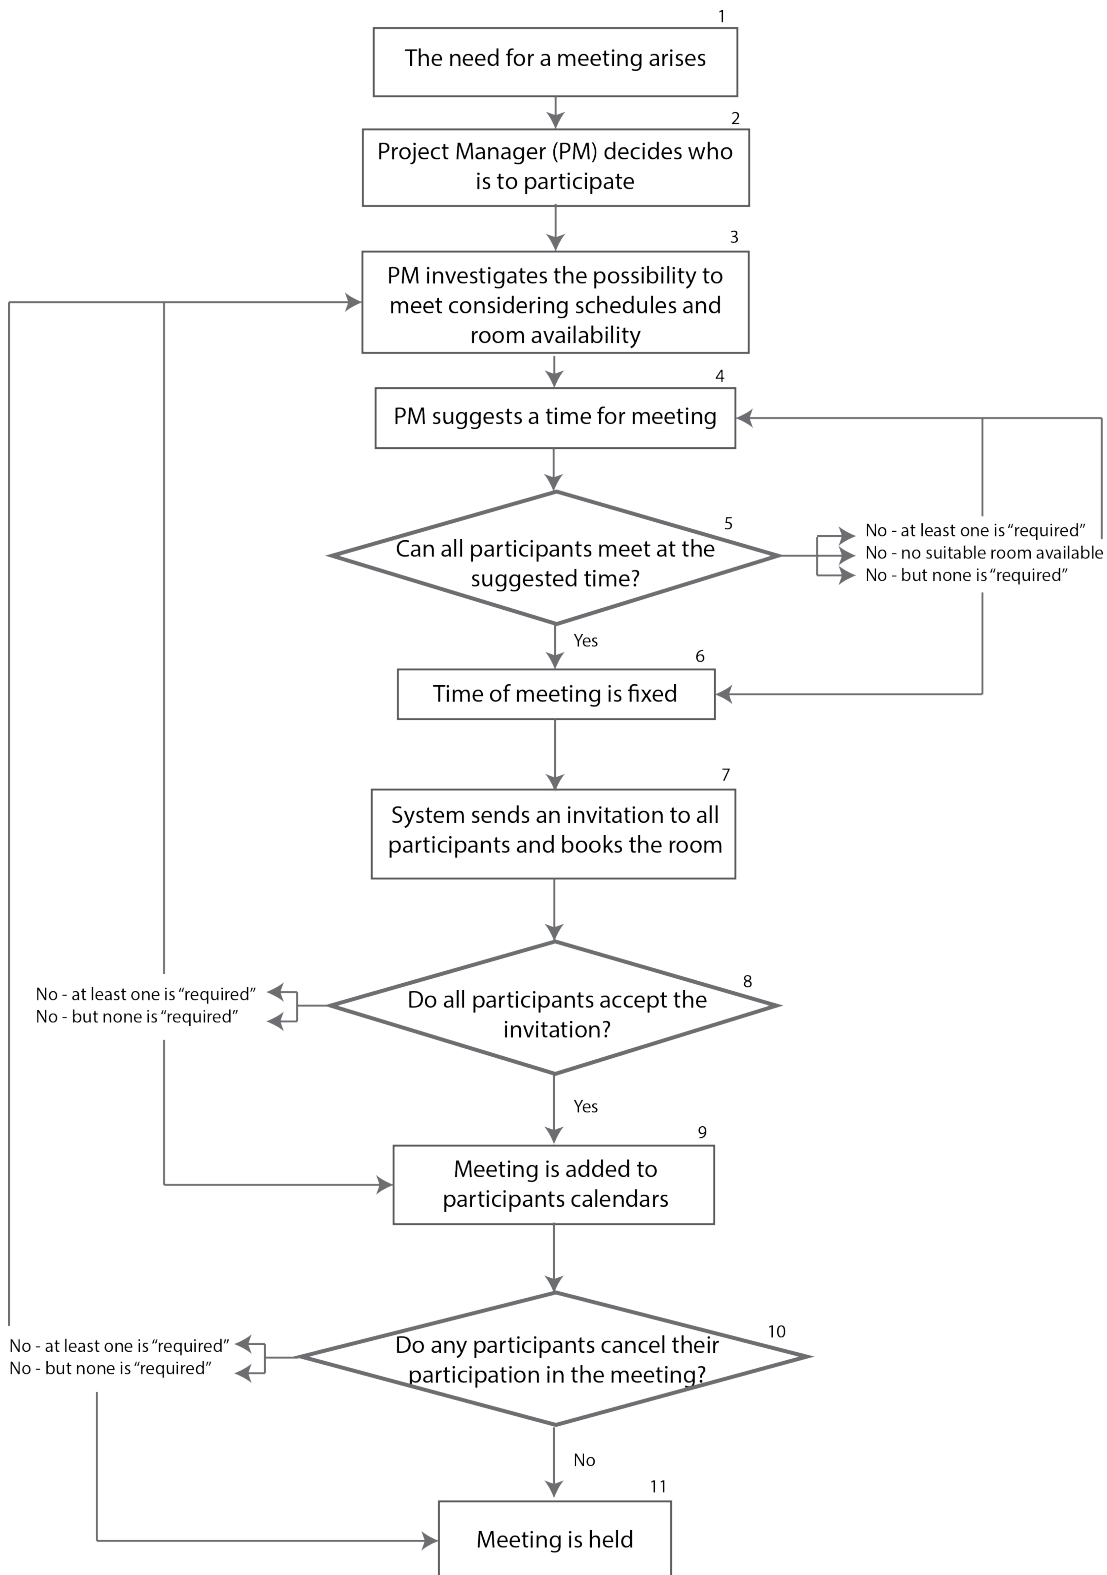 1
The need for a meeting arises
2
Project Manager (PM) decides who
is to participate
3
PM investigates the possibility to
meet considering schedules and
room availability
4
PM suggests a time for meeting
5
Can all participants meet at the
suggested time?
No - at least one is “required”
No - no suitable room available
No - but none is “required”
Yes
6
Time of meeting is fixed
7
System sends an invitation to all
participants and books the room
8
Do all participants accept the
invitation?
No - at least one is “required”
No - but none is “required”
Yes
9
Meeting is added to
participants calendars
10
Do any participants cancel their
participation in the meeting?
No - at least one is “required”
No - but none is “required”
No
11
Meeting is held